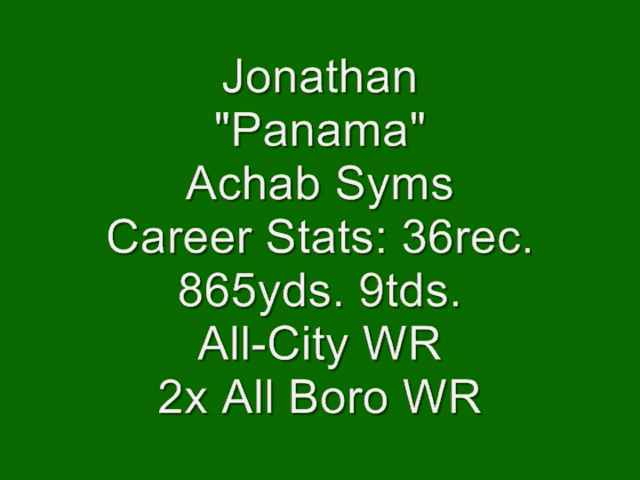 Jonathan
"Panama"
Achab Syms
Career Stats: 36rec.
865yds. 9tds.
All-City WR
2x All Boro WR